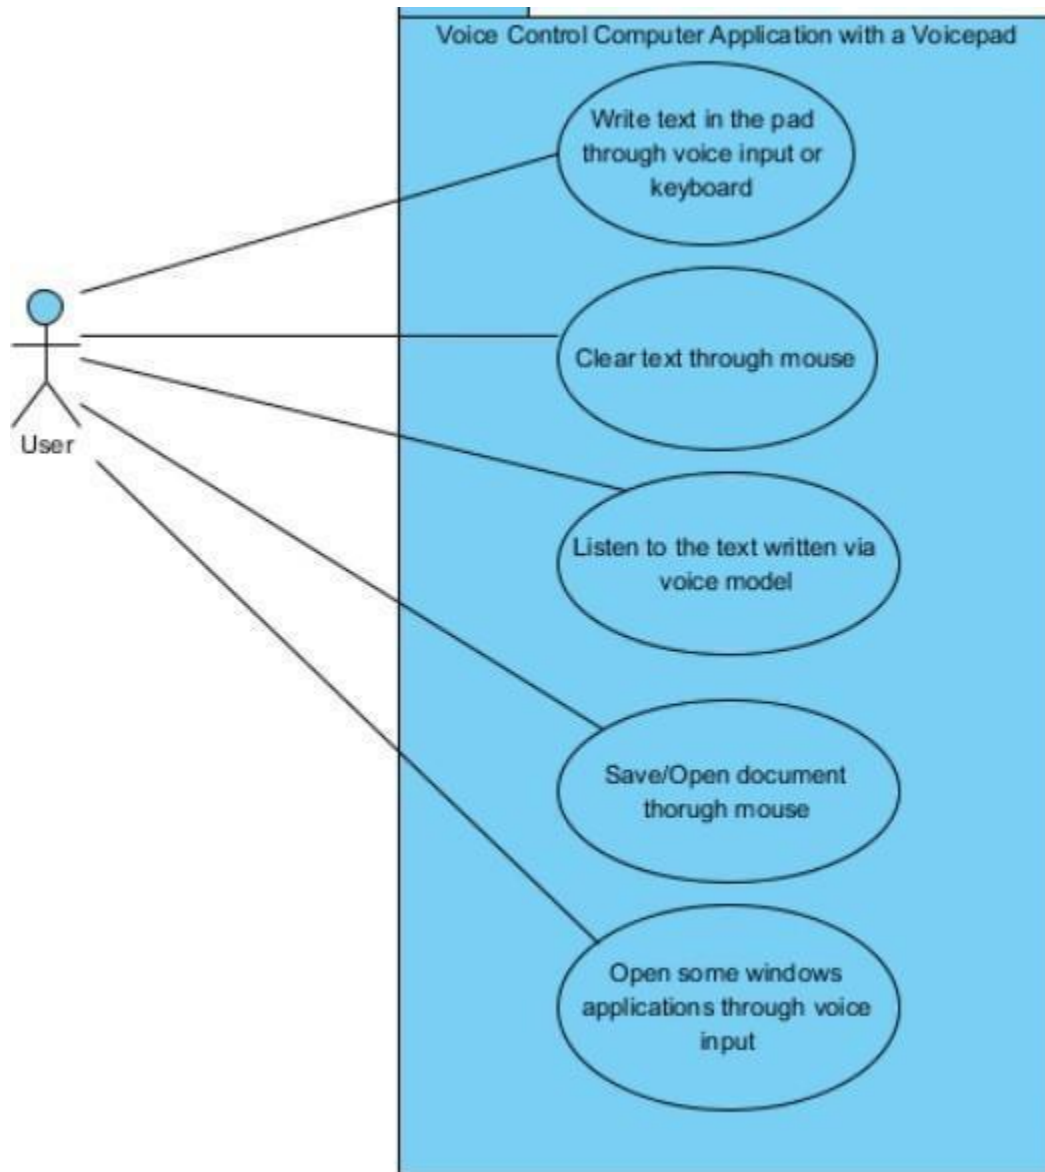 Voice Control Computer Application with a Voicepad
Write text in the pad
through voice input or
keyboard
Clear text through mouse
User
Listen to the text written via
voice model
Save/Open document
thorugh mouse
Open some windows
applications through voice
input